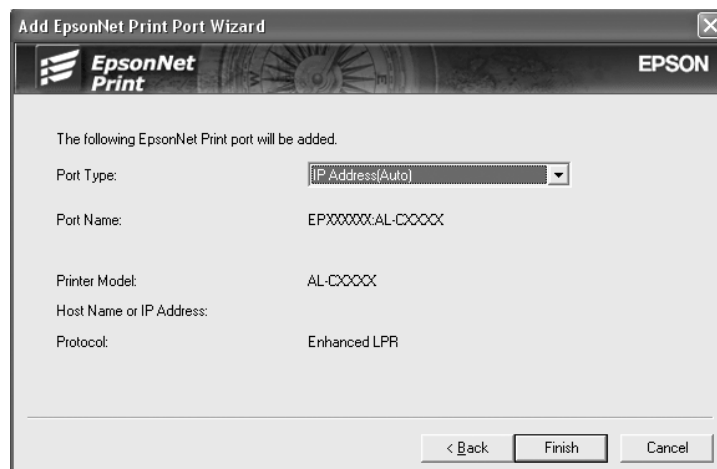 Add EpsonNet Print Port Wizard
EpsonNet
Print
EPSON
The following EpsonNet Print port will be added.
Port Type: IP Address(Auto)
Port Name: EPXXXXXX:AL-CXXXX
Printer Model: AL-CXXXX
Host Name or IP Address:
Protocol: Enhanced LPR
< Back Finish Cancel